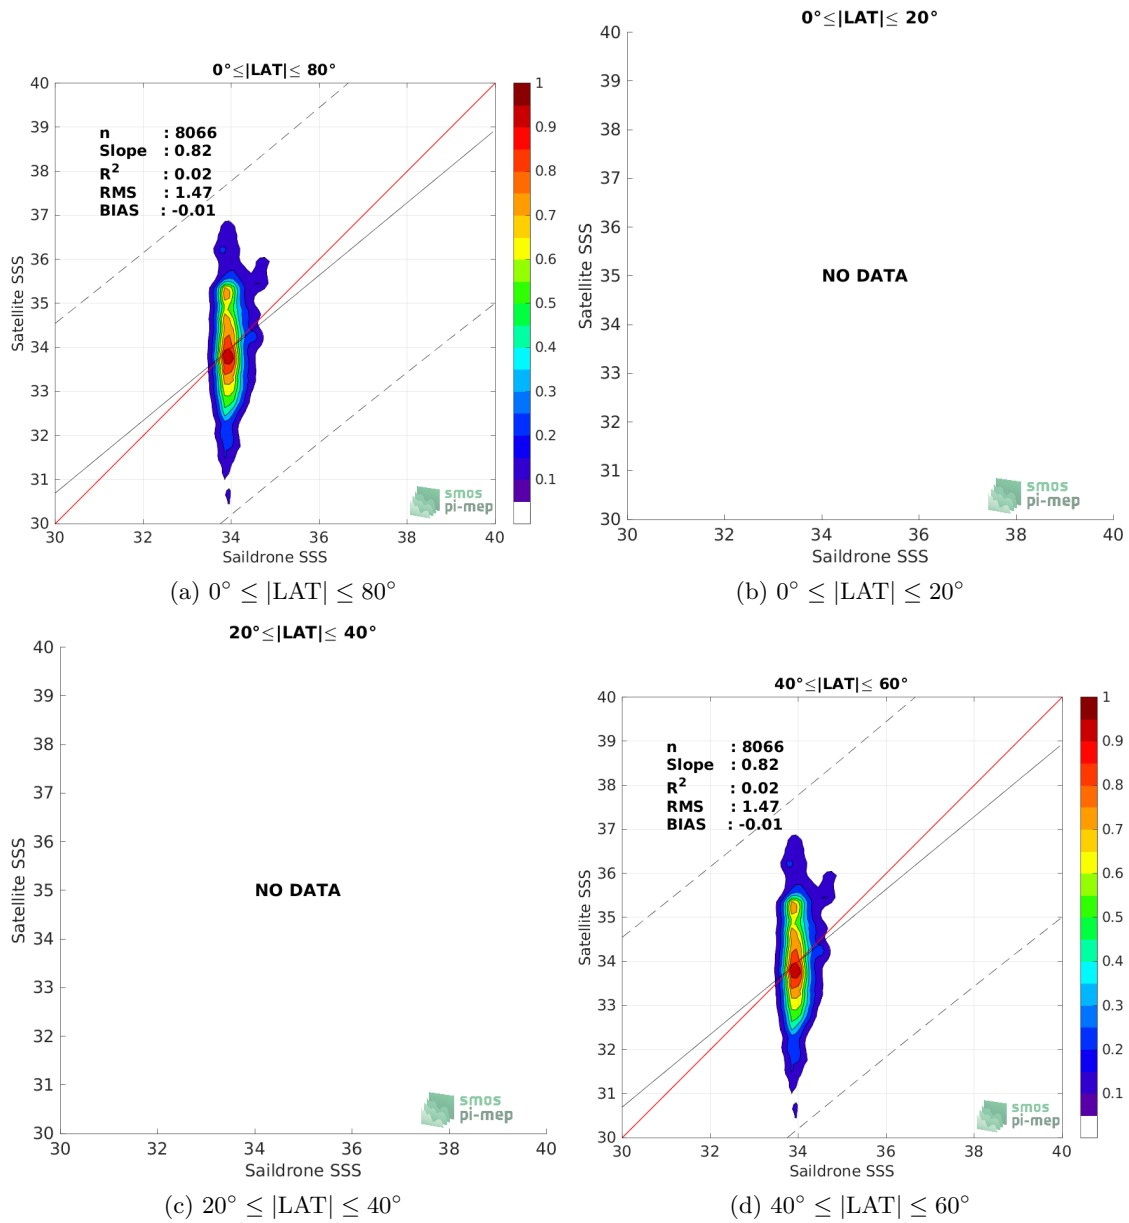 0°≤|LAT|≤ 80°
40
39
38
37
36
35
34
33
32
31
30
Satellite SSS
n : 8066
Slope : 0.82
R² : 0.02
RMS : 1.47
BIAS : -0.01
smos
pi-mep
30 32 34 36 38 40
Saildrone SSS
1
0.9
0.8
0.7
0.6
0.5
0.4
0.3
0.2
0.1
(a) 0° ≤ |LAT| ≤ 80°
0°≤|LAT|≤ 20°
40
39
38
37
36
35
34
33
32
31
30
Satellite SSS
NO DATA
smos
pi-mep
30 32 34 36 38 40
Saildrone SSS
(b) 0° ≤ |LAT| ≤ 20°
20°≤|LAT|≤ 40°
40
39
38
37
36
35
34
33
32
31
30
Satellite SSS
NO DATA
smos
pi-mep
30 32 34 36 38 40
Saildrone SSS
(c) 20° ≤ |LAT| ≤ 40°
40°≤|LAT|≤ 60°
40
39
38
37
36
35
34
33
32
31
30
Satellite SSS
n : 8066
Slope : 0.82
R² : 0.02
RMS : 1.47
BIAS : -0.01
smos
pi-mep
30 32 34 36 38 40
Saildrone SSS
1
0.9
0.8
0.7
0.6
0.5
0.4
0.3
0.2
0.1
(d) 40° ≤ |LAT| ≤ 60°